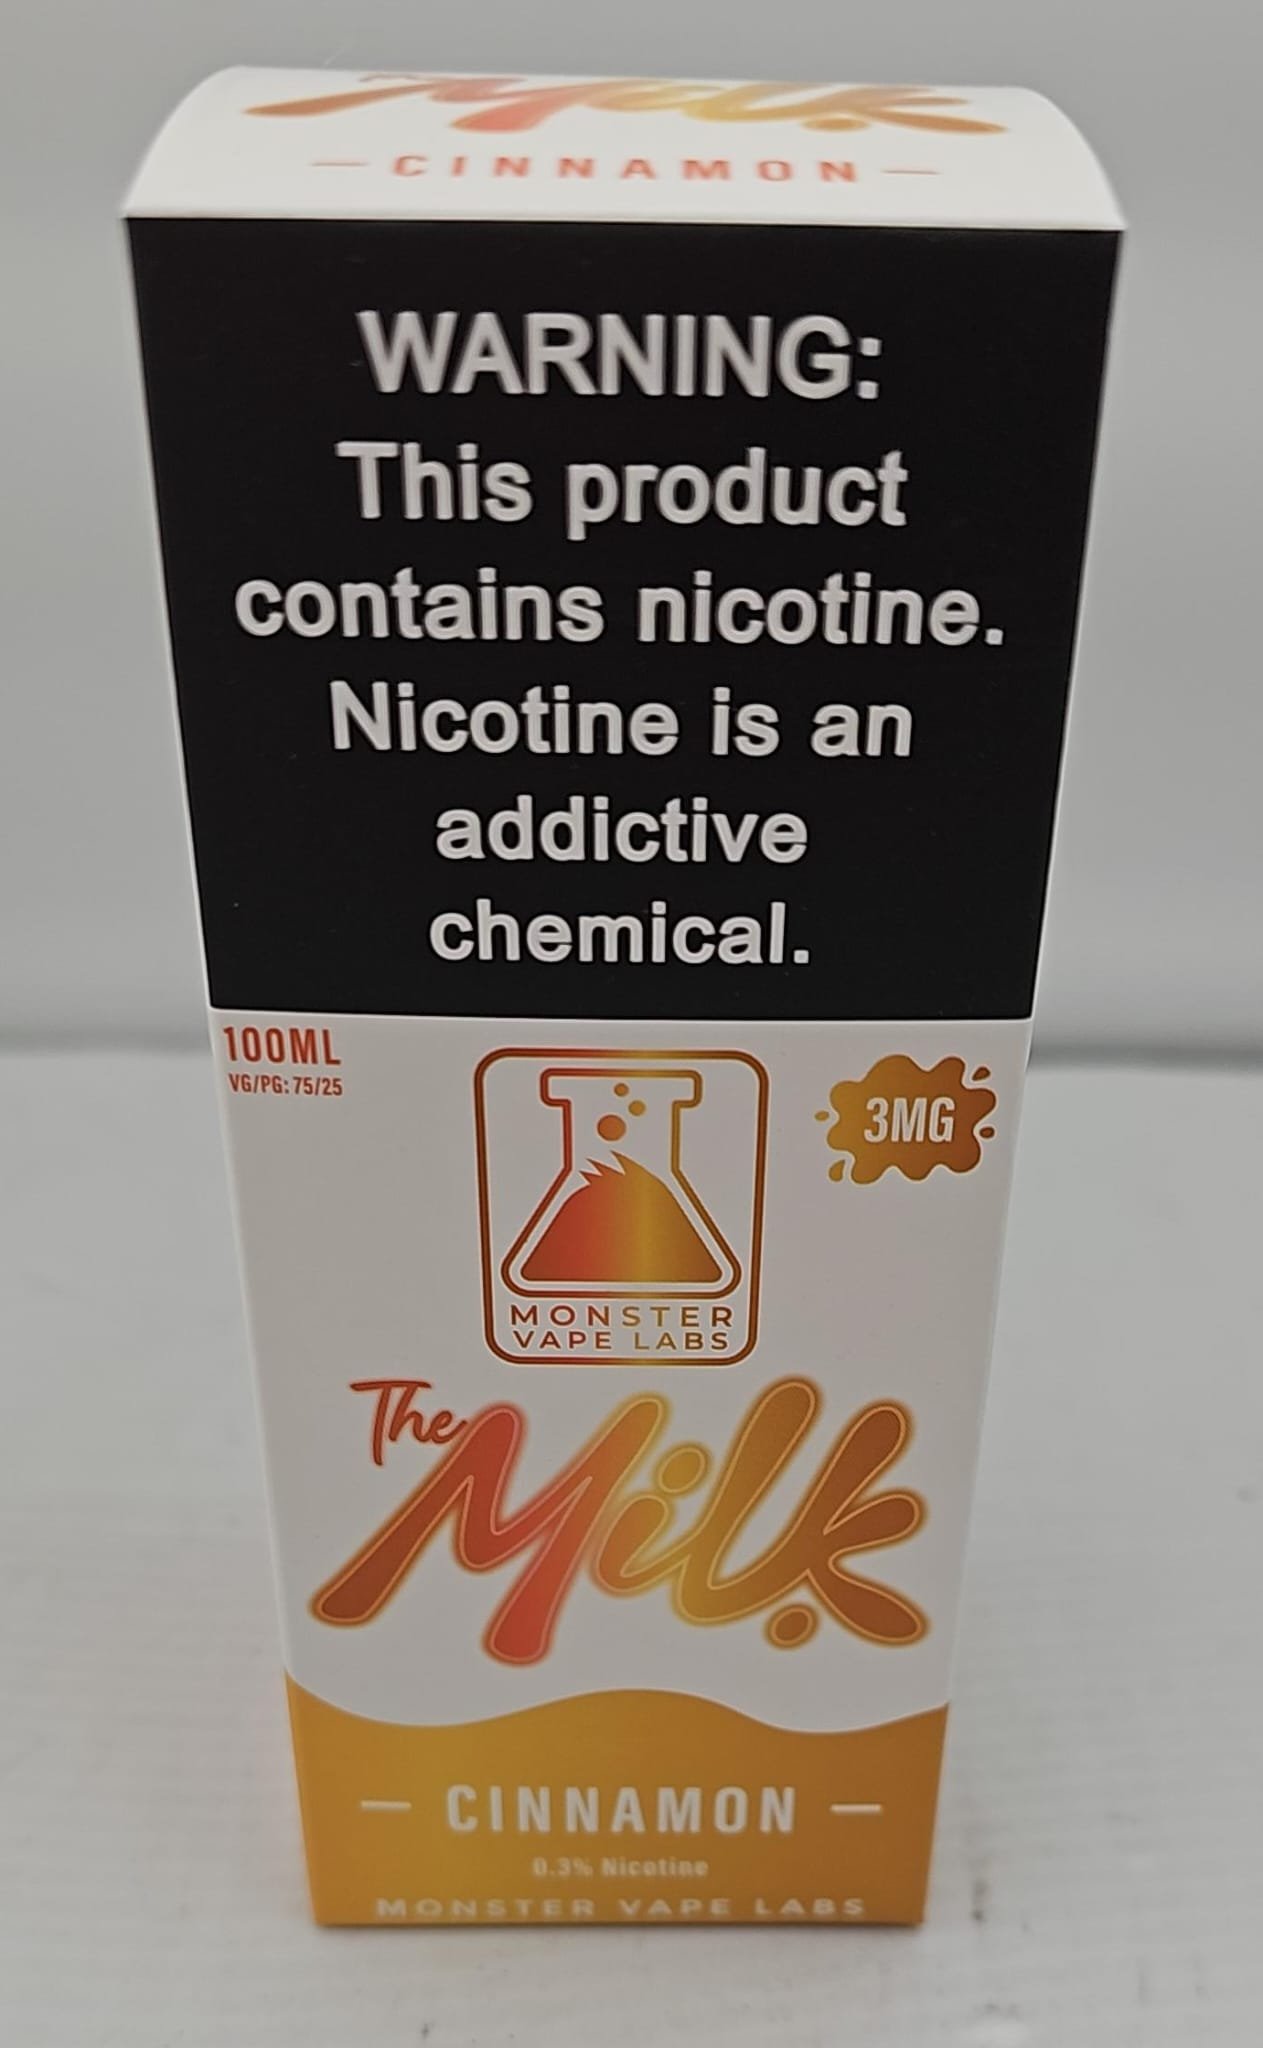 Milk
— CINNAMON —
WARNING:
This product
contains nicotine.
Nicotine is an
addictive
chemical.
100ML
VG/PG: 75/25
3MG
MONSTER
VAPE LABS
The
Milk
— CINNAMON —
0.3% Nicotine
MONSTER VAPE LABS